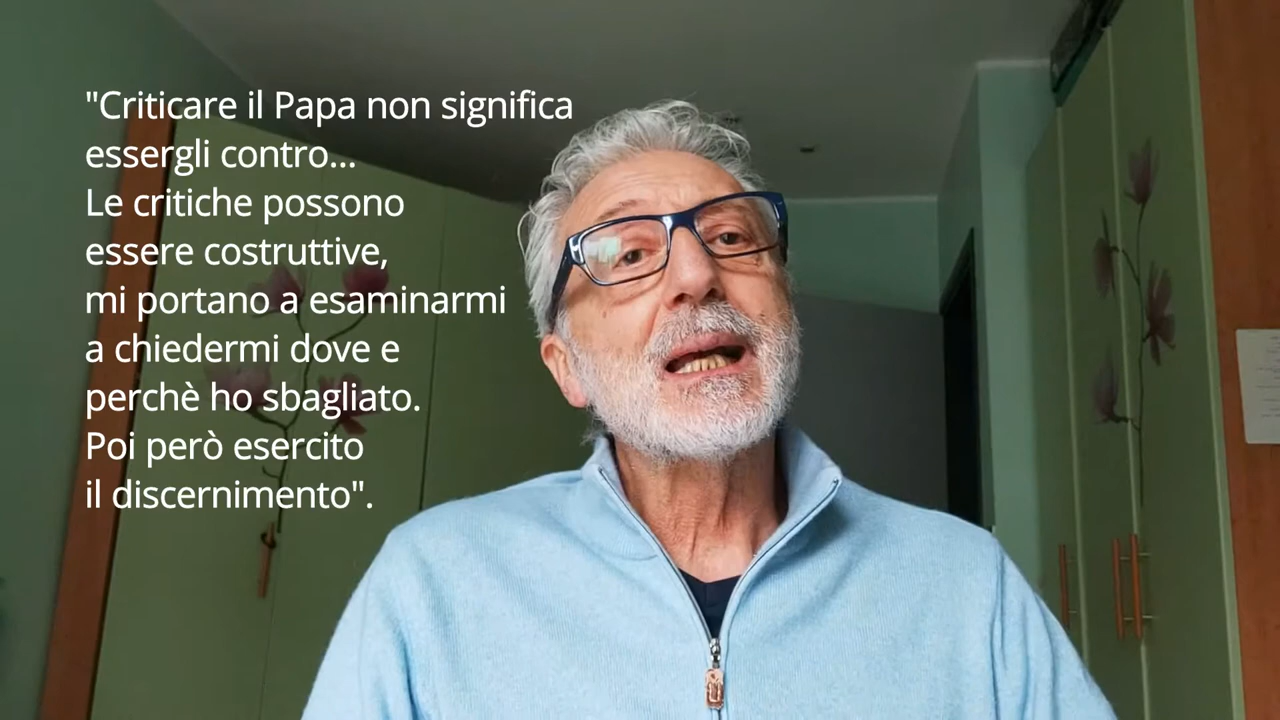 "Criticare il Papa non significa
essergli contro...
Le critiche possono
essere costruttive,
mi portano a esaminarmi
a chiedermi dove e
perchè ho sbagliato.
Poi però esercito
il discernimento".